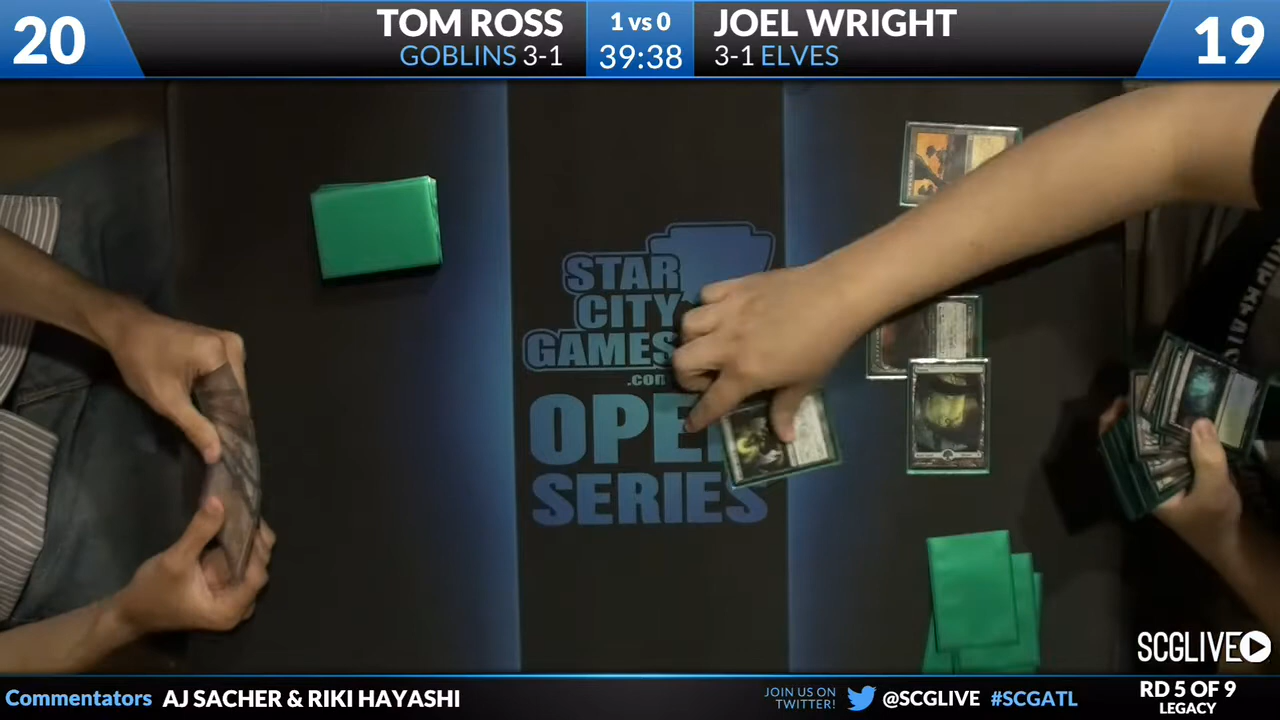 20
TOM ROSS
GOBLINS 3-1
1 vs 0
39:38
JOEL WRIGHT
3-1 ELVES
19
STAR
CITY
GAMES
.com
OPE
SERIES
SCGLIVE
Commentators AJ SACHER & RIKI HAYASHI
JOIN US ON
TWITTER!
@SCGLIVE #SCGATL
RD 5 OF 9
LEGACY